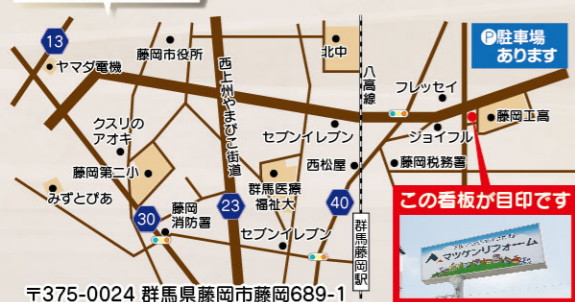 13
ヤマダ電機
藤岡市役所
北中
Ⓟ駐車場
あります
西上州やまびこ街道
八高線
フレッセイ
セブンイレブン
ジョイフル
藤岡工高
クスリの
アオキ
藤岡第二小
西松屋
藤岡税務署
みずとぴあ
群馬医療
福祉大
30
藤岡
消防署
23
40
セブンイレブン
群馬藤岡駅
この看板が目印です
マツケンリフォーム
〒375-0024 群馬県藤岡市藤岡689-1